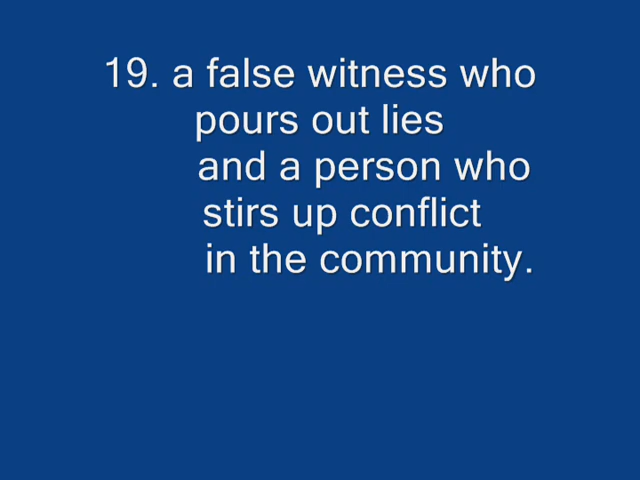 19. a false witness who
pours out lies
and a person who
stirs up conflict
in the community.